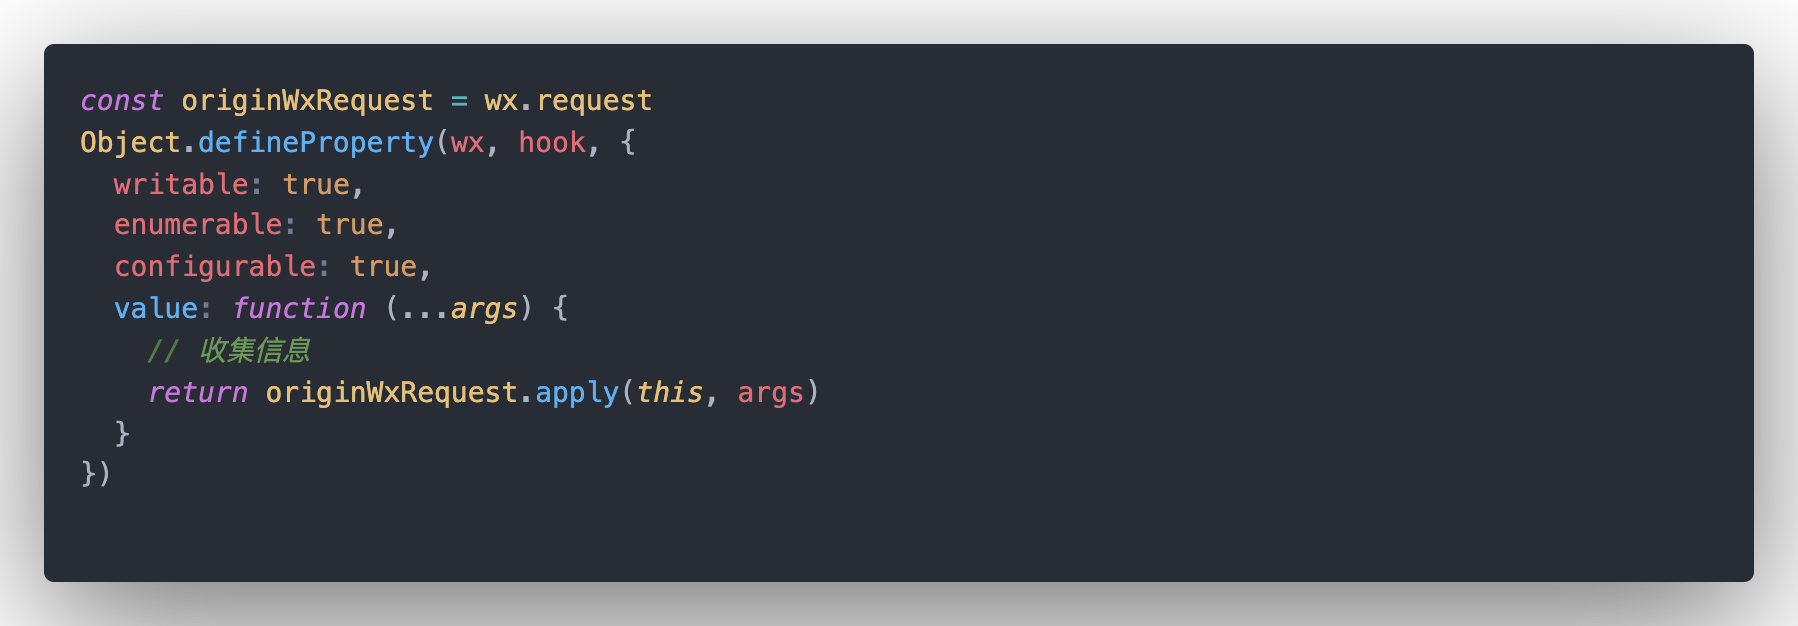 const originWxRequest = wx.request
Object.defineProperty(wx, hook, {
  writable: true,
  enumerable: true,
  configurable: true,
  value: function (...args) {
    // 收集信息
    return originWxRequest.apply(this, args)
  }
})